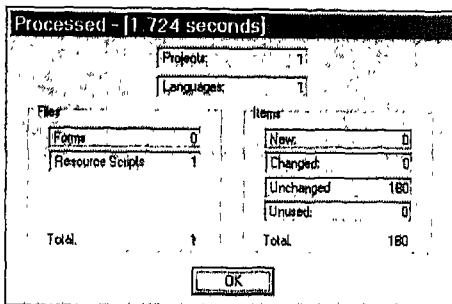 Processed - [1.724 seconds]
Projects: 1
Languages: 1
Files
Forms 0
Resource Scripts 1
Total. 1
Items
New: 0
Changed: 0
Unchanged 180
Unused: 0
Total. 180
OK